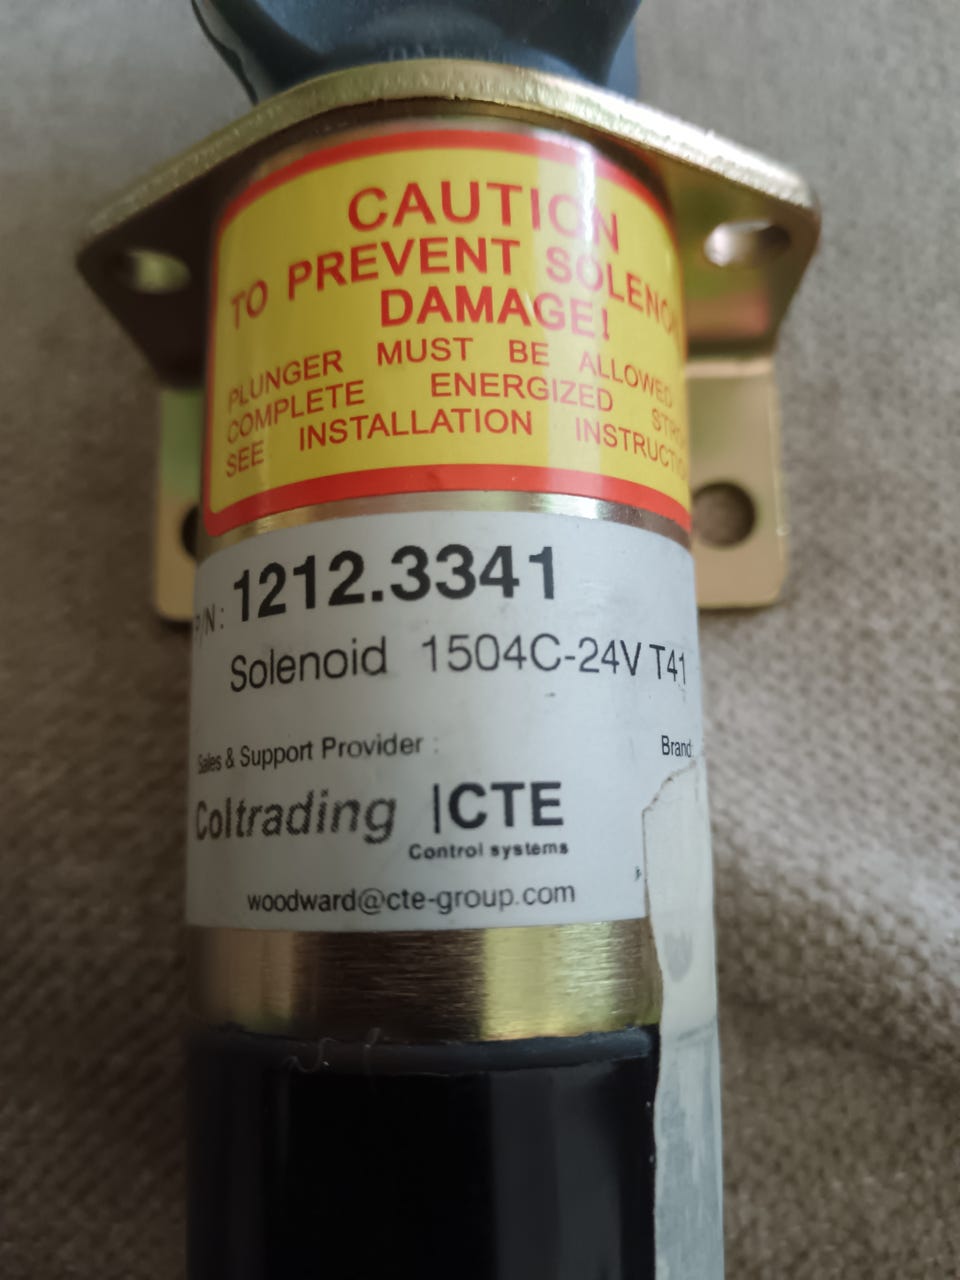 CAUTION
TO PREVENT
DAMAGE!
PLUNGER MUST BE ALLOWED
COMPLETE ENERGIZED
SEE INSTALLATION
P/N: 1212.3341
Solenoid 1504C-24V T41
Sales & Support Provider :
Brand:
Coltrading |CTE
Control systems
woodward@cte-group.com